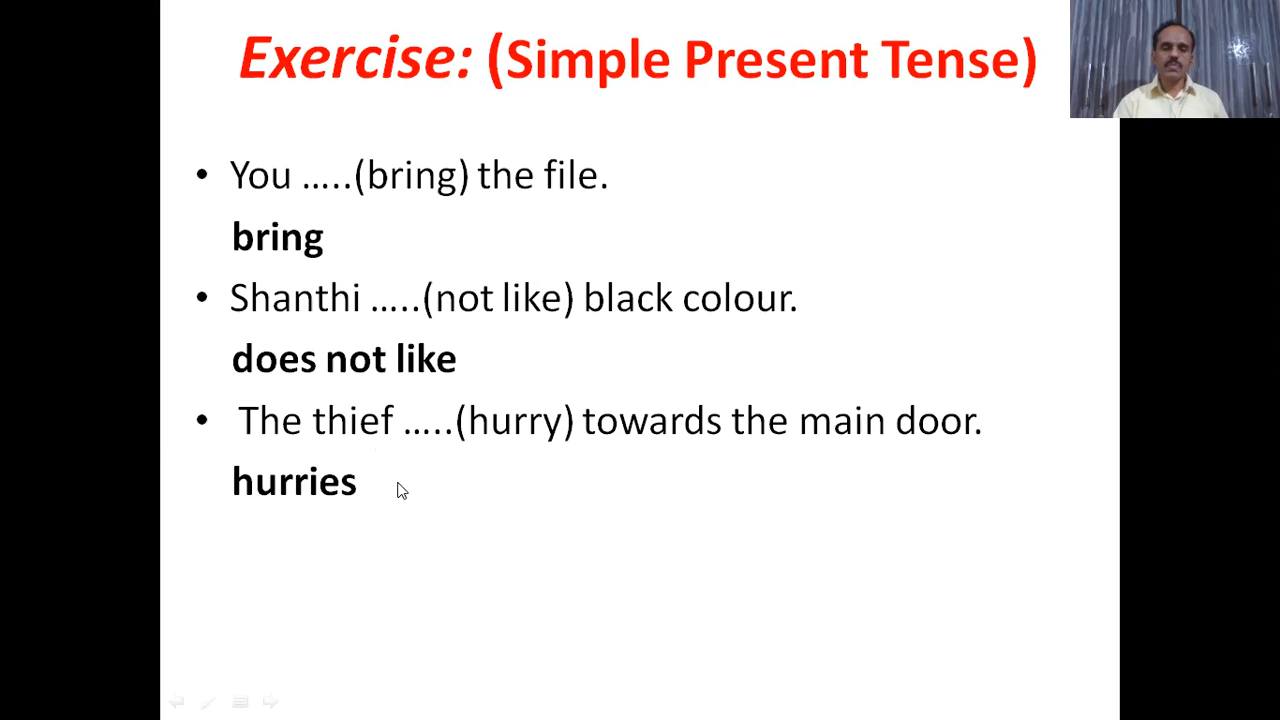 Exercise: (Simple Present Tense)
• You …..(bring) the file.
bring
• Shanthi …..(not like) black colour.
does not like
• The thief …..(hurry) towards the main door.
hurries